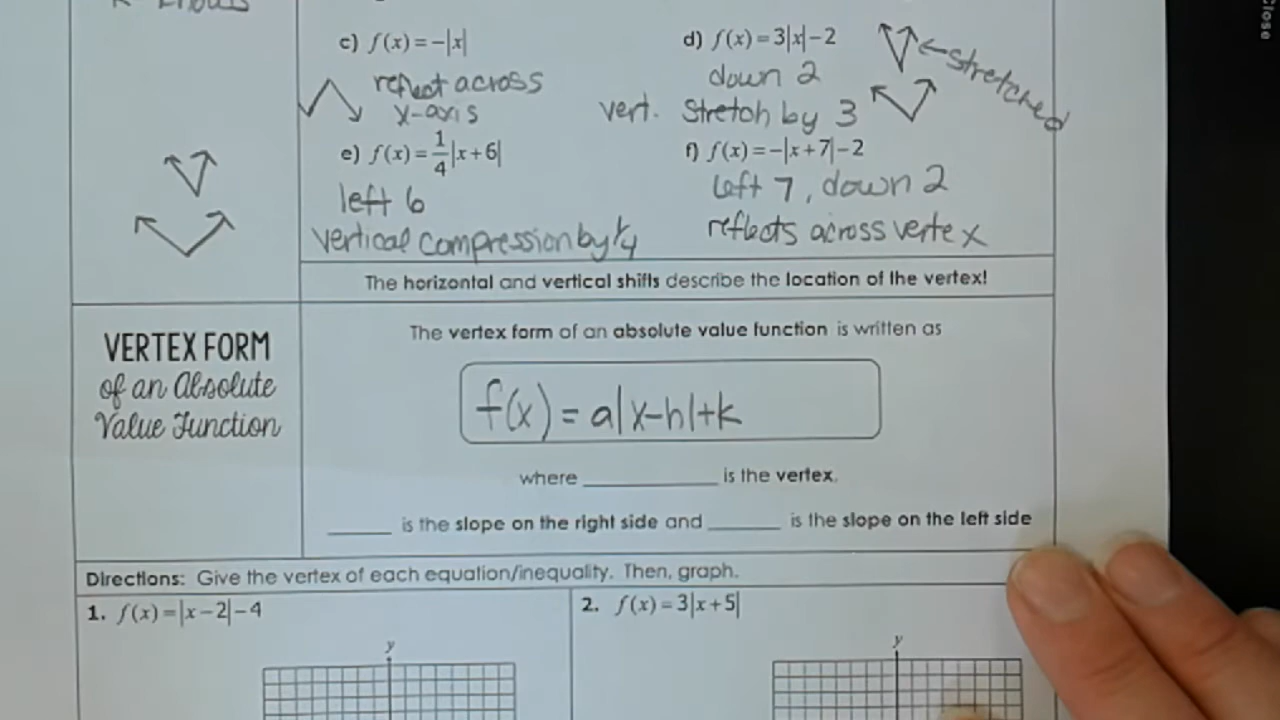 Close
c) f(x) = −|x|
reflect across
x-axis
d) f(x) = 3|x| − 2
down 2
vert. Stretch by 3
←stretched
e) f(x) = 1/4|x + 6|
left 6
vertical compression by 1/4
f) f(x) = −|x + 7| − 2
left 7, down 2
reflects across vertex
The horizontal and vertical shifts describe the location of the vertex!
VERTEX FORM
of an Absolute
Value Function
The vertex form of an absolute value function is written as
f(x) = a|x-h|+k
where __________ is the vertex.
_____ is the slope on the right side and _____ is the slope on the left side
Directions: Give the vertex of each equation/inequality. Then, graph.
1. f(x) = |x − 2| − 4
2. f(x) = 3|x + 5|
y
y